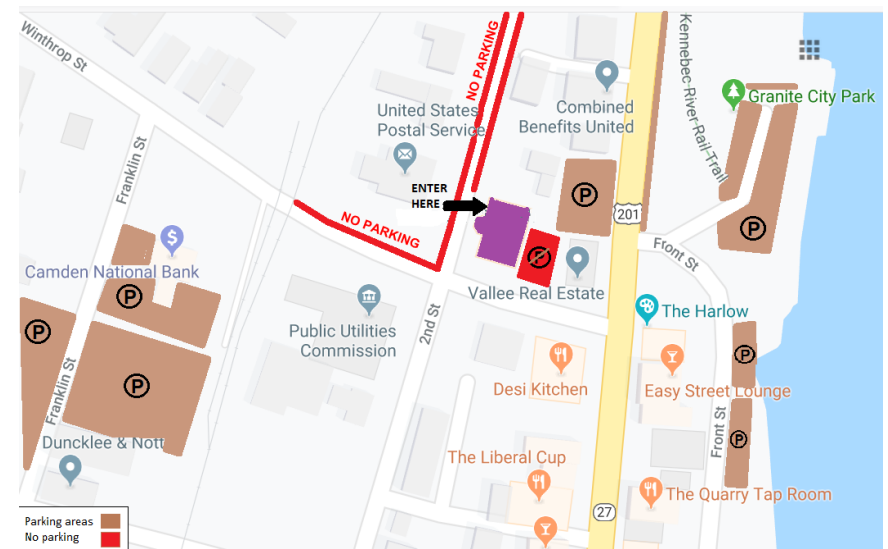 Winthrop St
NO PARKING
Kennebec River Rail Trail
Granite City Park
Combined
Benefits United
United States
Postal Service
Franklin St
ENTER
HERE
P
201
NO PARKING
P
P
Front St
Camden National Bank
$
P
P
Vallee Real Estate
The Harlow
Public Utilities
Commission
2nd St
P
P
Desi Kitchen
Easy Street Lounge
P
Franklin St
Front St
P
Duncklee & Nott
The Liberal Cup
The Quarry Tap Room
27
Parking areas
No parking